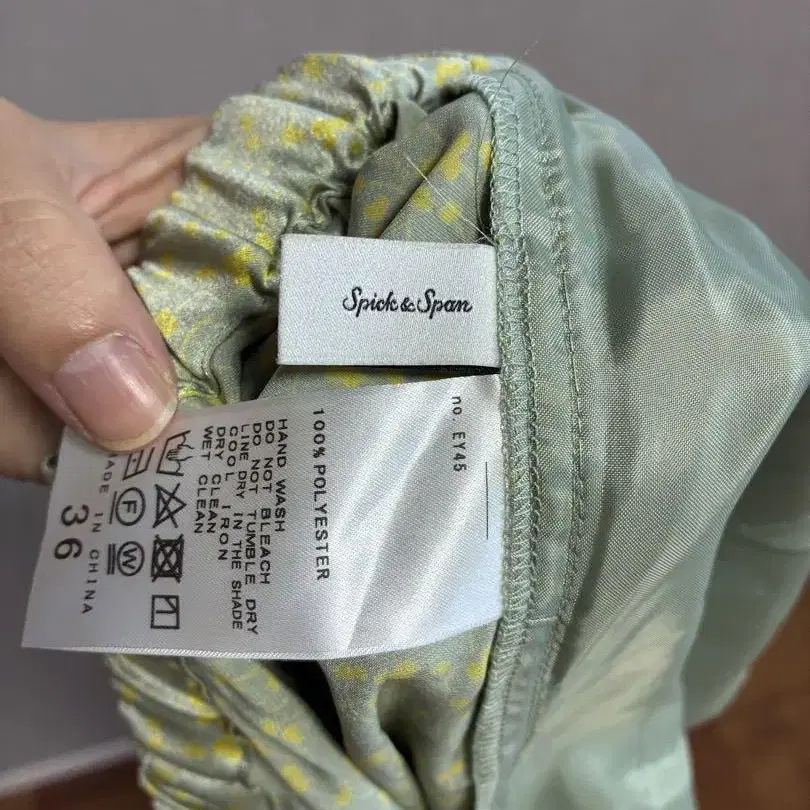 Spick & Span
no. EY45
100% POLYESTER
HAND WASH
DO NOT BLEACH
DO NOT TUMBLE DRY
LINE DRY IN THE SHADE
COOL IRON
DRY CLEAN
WET CLEAN
F W
IN CHINA
36